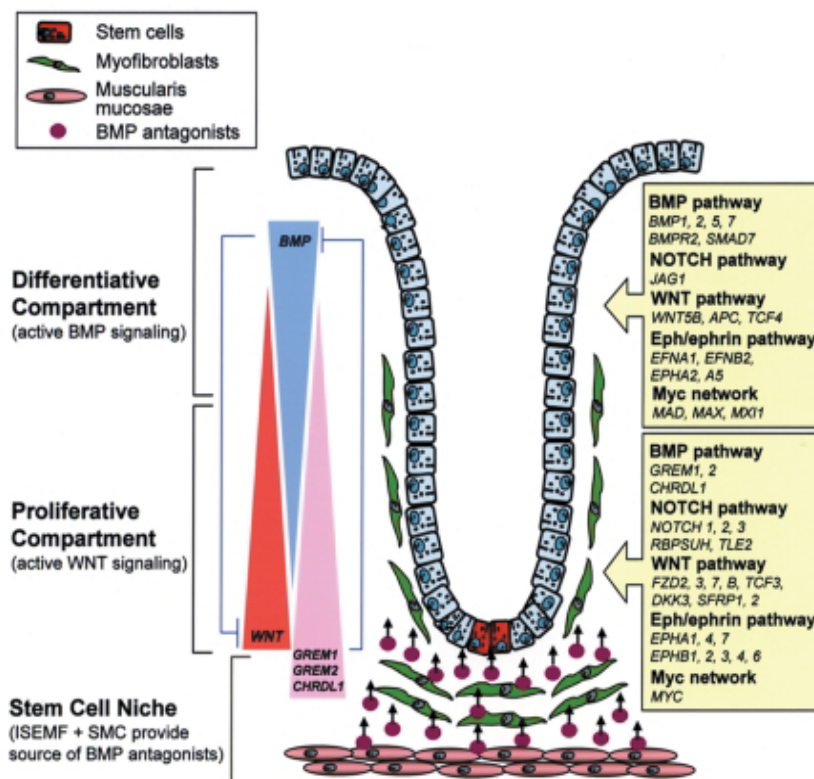 Stem cells
Myofibroblasts
Muscularis
mucosae
BMP antagonists
Differentiative
Compartment
(active BMP signaling)
Proliferative
Compartment
(active WNT signaling)
Stem Cell Niche
(ISEMF + SMC provide
source of BMP antagonists)
BMP
WNT
GREM1
GREM2
CHRDL1
BMP pathway
BMP1, 2, 5, 7
BMPR2, SMAD7
NOTCH pathway
JAG1
WNT pathway
WNT5B, APC, TCF4
Eph/ephrin pathway
EFNA1, EFNB2,
EPHA2, A5
Myc network
MAD, MAX, MXI1
BMP pathway
GREM1, 2
CHRDL1
NOTCH pathway
NOTCH 1, 2, 3
RBPSUH, TLE2
WNT pathway
FZD2, 3, 7, B, TCF3,
DKK3, SFRP1, 2
Eph/ephrin pathway
EPHA1, 4, 7
EPHB1, 2, 3, 4, 6
Myc network
MYC